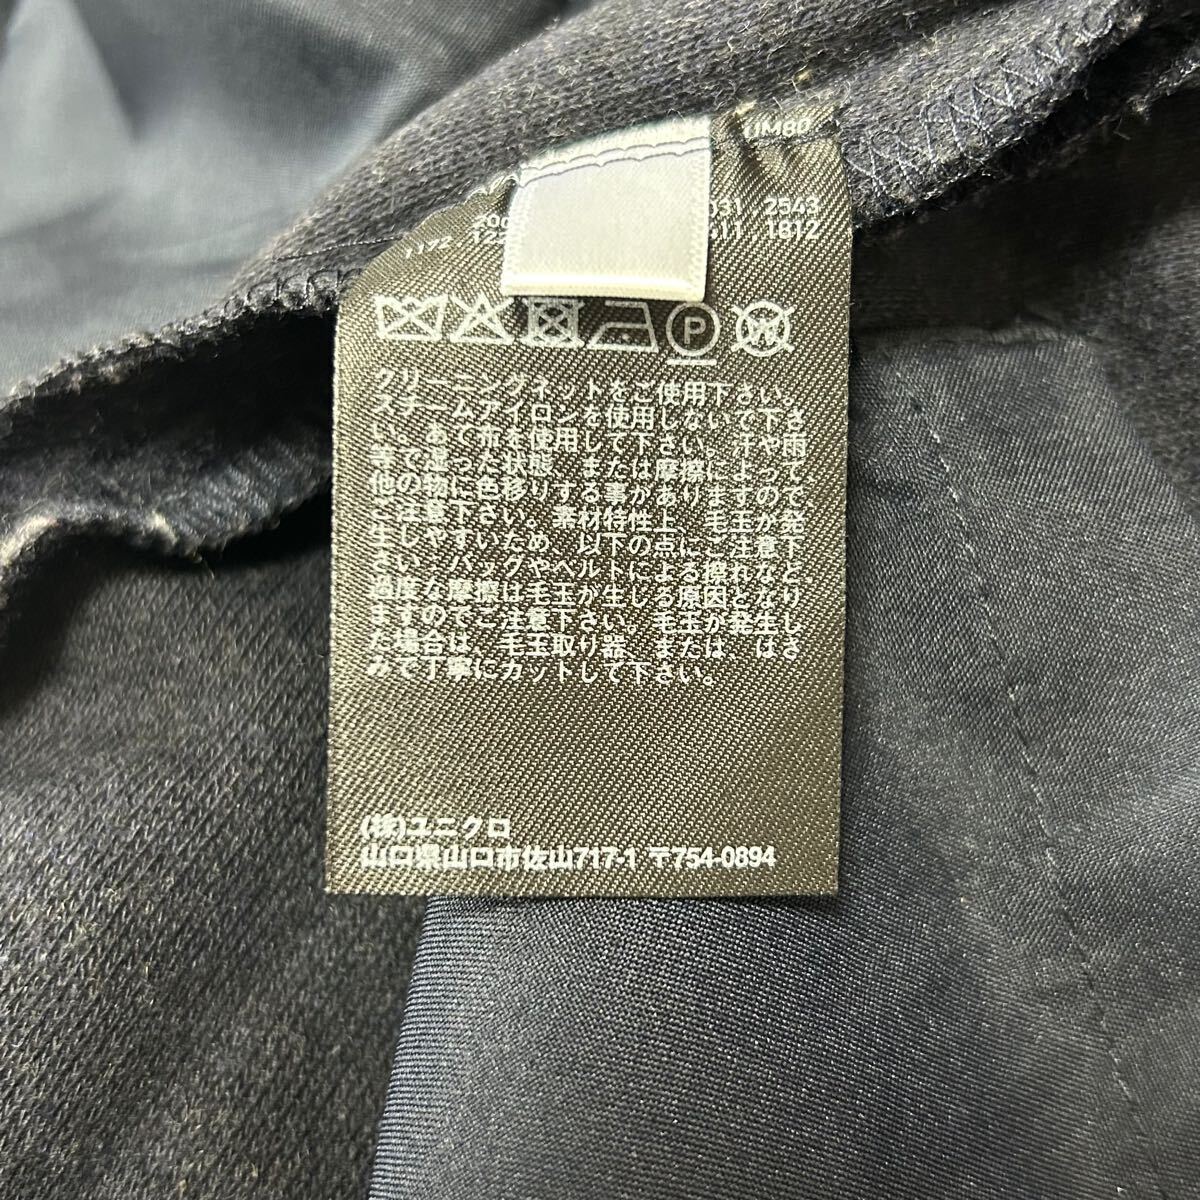 UM80
031 2543
511 1812
P
W
クリーニングネットをご使用下さい。
スチームアイロンを使用しないで下さ
い。あて布を使用して下さい。汗や雨
等で湿った状態、または摩擦によって
他の物に色移りする事がありますので
ご注意下さい。素材特性上、毛玉が発
生しやすいため、以下の点にご注意下
さい。バッグやベルトによる擦れなど、
過度な摩擦は毛玉が生じる原因となり
ますのでご注意下さい。毛玉が発生し
た場合は、毛玉取り器、または、はさ
みで丁寧にカットして下さい。
(株)ユニクロ
山口県山口市佐山717-1 〒754-0894